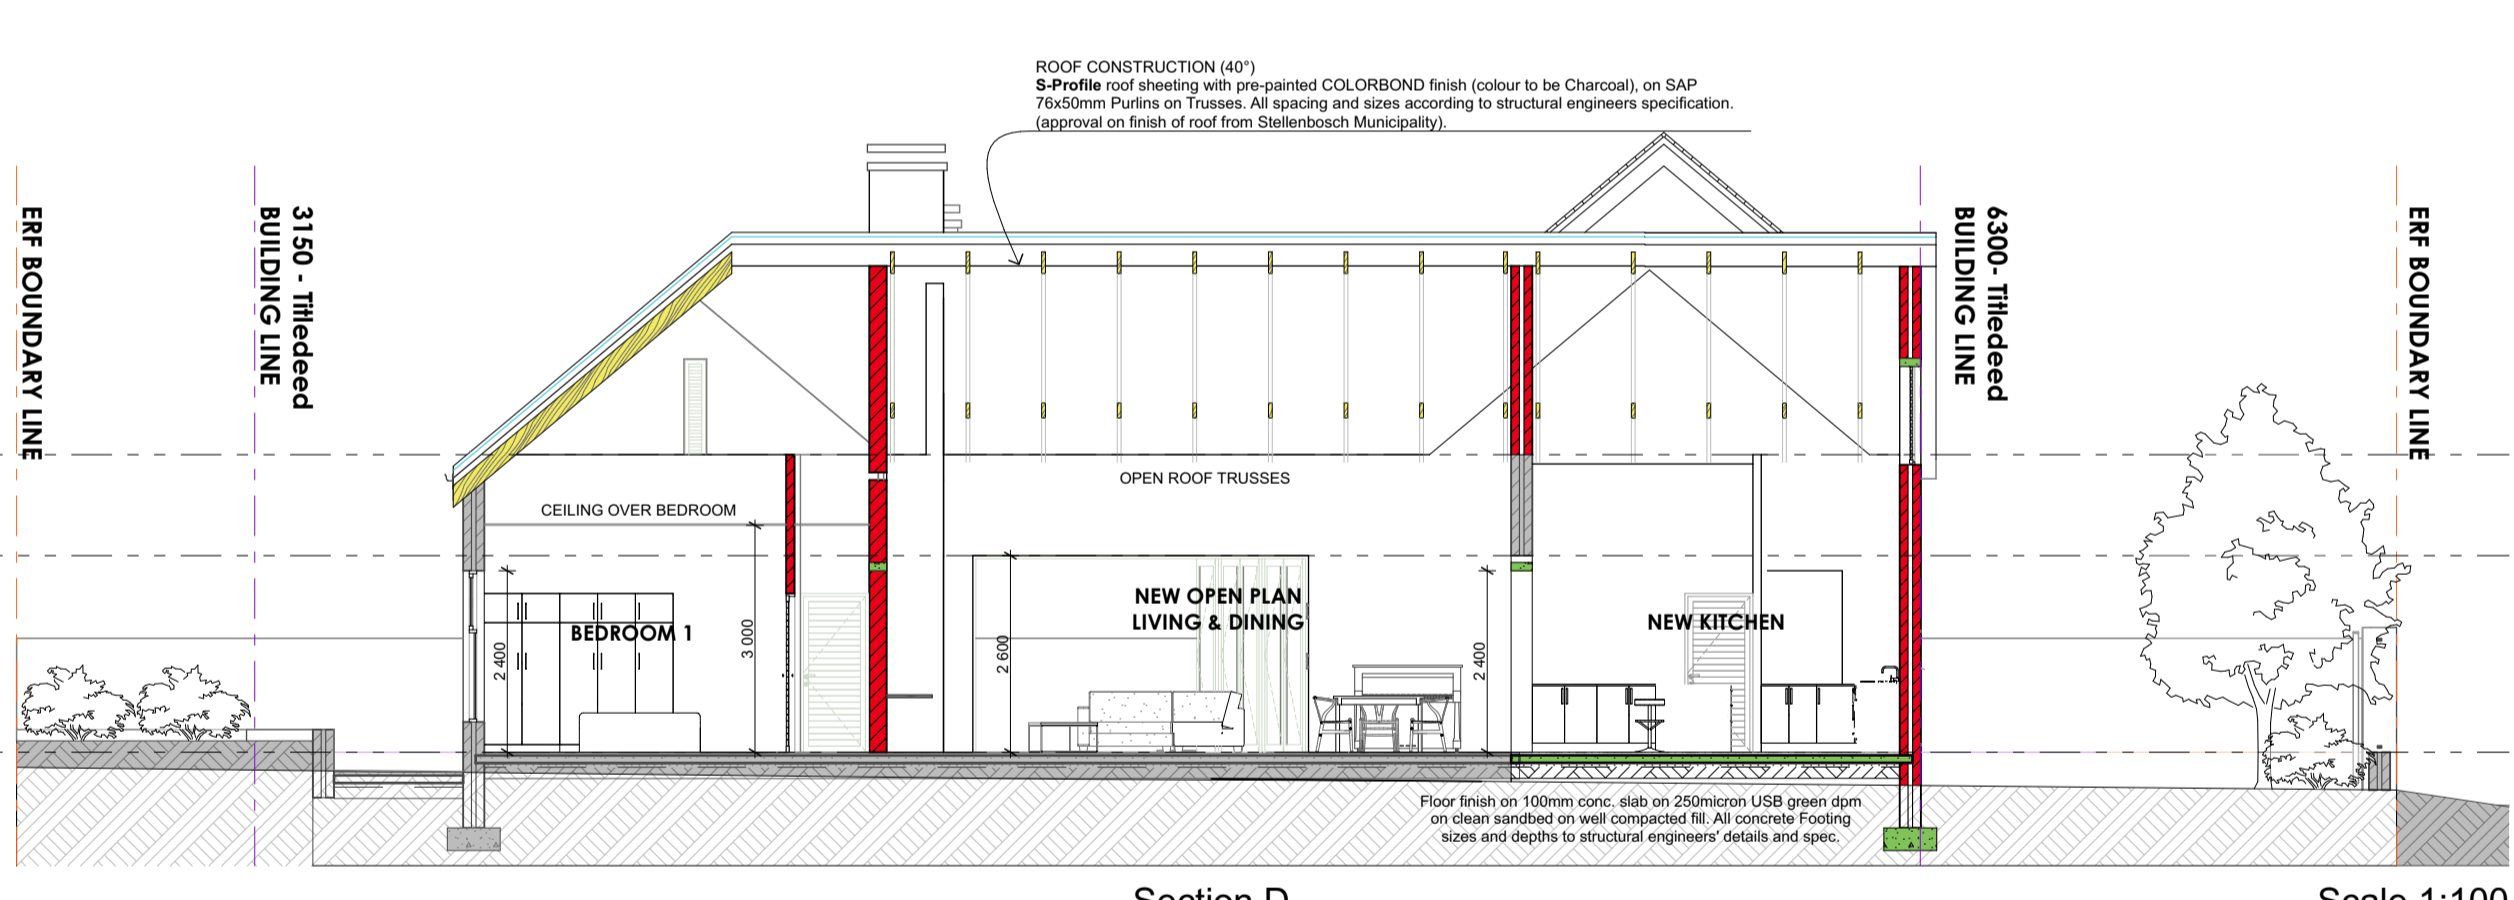 ROOF CONSTRUCTION (40°)
S-Profile roof sheeting with pre-painted COLORBOND finish (colour to be Charcoal), on SAP
76x50mm Purlins on Trusses. All spacing and sizes according to structural engineers specification.
(approval on finish of roof from Stellenbosch Municipality).
ERF BOUNDARY LINE
3150 - Titledeed
BUILDING LINE
6300- Titledeed
BUILDING LINE
ERF BOUNDARY LINE
OPEN ROOF TRUSSES
CEILING OVER BEDROOM
BEDROOM 1
2 400
3 000
2 600
NEW OPEN PLAN
LIVING & DINING
2 400
NEW KITCHEN
Floor finish on 100mm conc. slab on 250micron USB green dpm
on clean sandbed on well compacted fill. All concrete Footing
sizes and depths to structural engineers' details and spec.
Section D
Scale 1:100